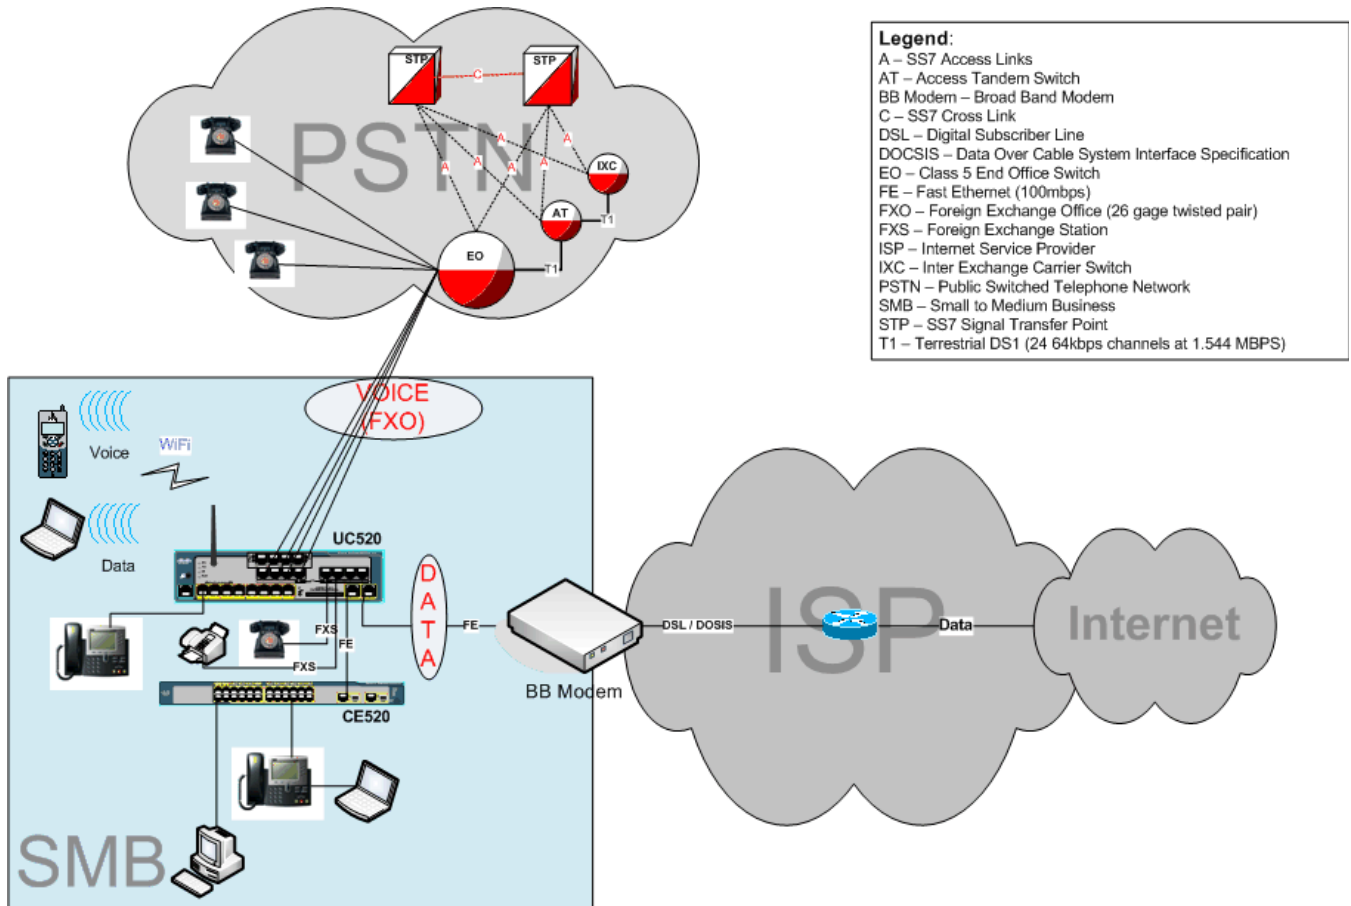 STP
STP
C
PSTN
A
A
A
A
A
A
IXC
AT
T1
EO
T1
Legend:
A – SS7 Access Links
AT – Access Tandem Switch
BB Modem – Broad Band Modem
C – SS7 Cross Link
DSL – Digital Subscriber Line
DOCSIS – Data Over Cable System Interface Specification
EO – Class 5 End Office Switch
FE – Fast Ethernet (100mbps)
FXO – Foreign Exchange Office (26 gage twisted pair)
FXS – Foreign Exchange Station
ISP – Internet Service Provider
IXC – Inter Exchange Carrier Switch
PSTN – Public Switched Telephone Network
SMB – Small to Medium Business
STP – SS7 Signal Transfer Point
T1 – Terrestrial DS1 (24 64kbps channels at 1.544 MBPS)
VOICE
(FXO)
Voice
WiFi
Data
UC520
DATA
FE
FXS
FE
FXS
CE520
BB Modem
DSL / DOSIS
ISP
Data
Internet
SMB